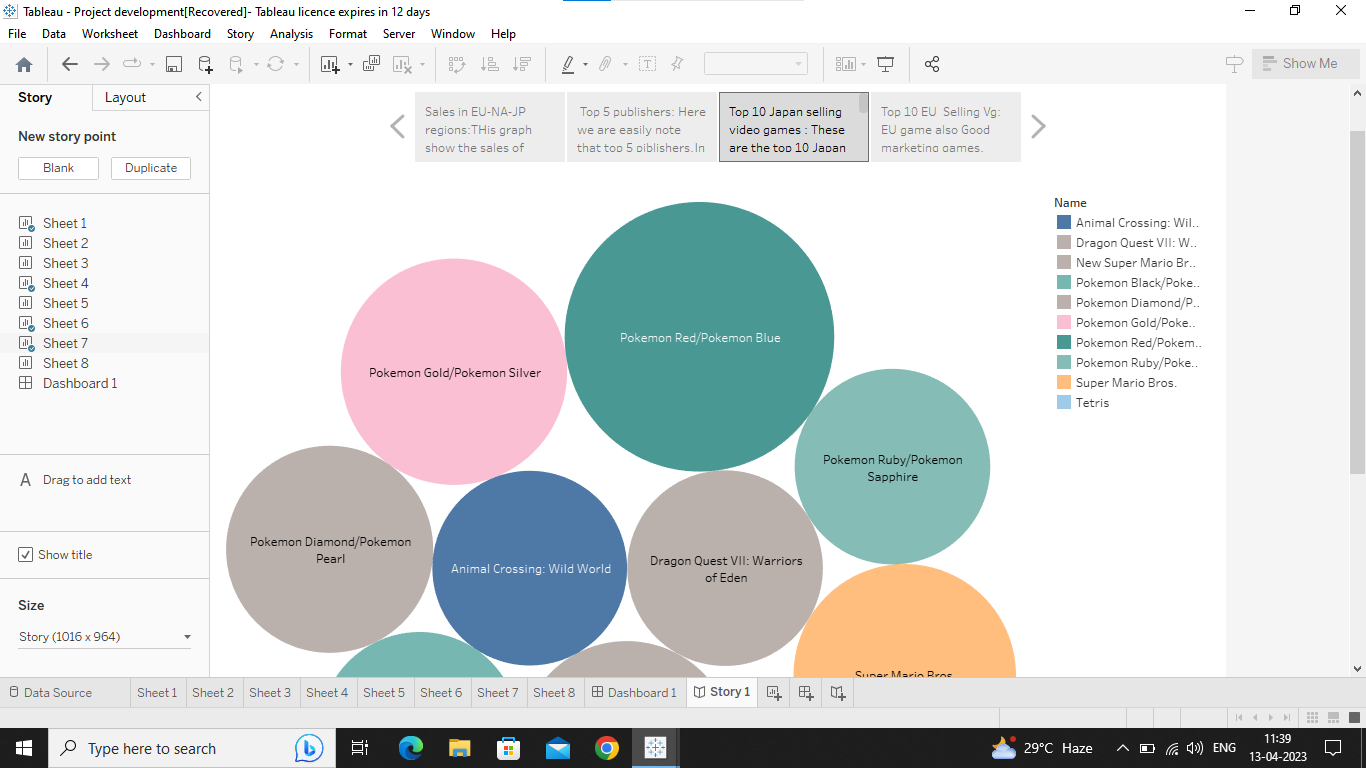 Tableau - Project development[Recovered]- Tableau licence expires in 12 days
File Data Worksheet Dashboard Story Analysis Format Server Window Help
Show Me
Story Layout
New story point
Blank Duplicate
Sheet 1
Sheet 2
Sheet 3
Sheet 4
Sheet 5
Sheet 6
Sheet 7
Sheet 8
Dashboard 1
A Drag to add text
Show title
Size
Story (1016 x 964)
Sales in EU-NA-JP
regions:THis graph
show the sales of
Top 5 publishers: Here
we are easily note
that top 5 piblishers.In
Top 10 Japan selling
video games : These
are the top 10 Japan
Top 10 EU Selling Vg:
EU game also Good
marketing games.
Pokemon Red/Pokemon Blue
Pokemon Gold/Pokemon Silver
Pokemon Ruby/Pokemon
Sapphire
Pokemon Diamond/Pokemon
Pearl
Animal Crossing: Wild World
Dragon Quest VII: Warriors
of Eden
Super Mario Bros.
Name
Animal Crossing: Wil..
Dragon Quest VII: W..
New Super Mario Br..
Pokemon Black/Poke..
Pokemon Diamond/P..
Pokemon Gold/Poke..
Pokemon Red/Pokem..
Pokemon Ruby/Poke..
Super Mario Bros.
Tetris
Data Source Sheet 1 Sheet 2 Sheet 3 Sheet 4 Sheet 5 Sheet 6 Sheet 7 Sheet 8 Dashboard 1 Story 1
Type here to search
29°C Haze
ENG
11:39
13-04-2023